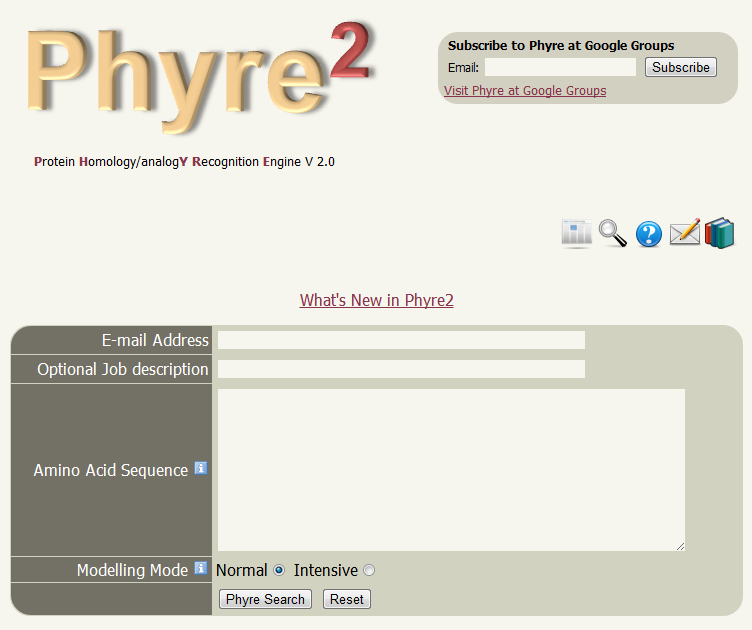 Phyre2
Subscribe to Phyre at Google Groups
Email:
Subscribe
Visit Phyre at Google Groups
Protein Homology/analogY Recognition Engine V 2.0
?
What's New in Phyre2
E-mail Address
Optional Job description
Amino Acid Sequence i
Modelling Mode i Normal Intensive
Phyre Search Reset